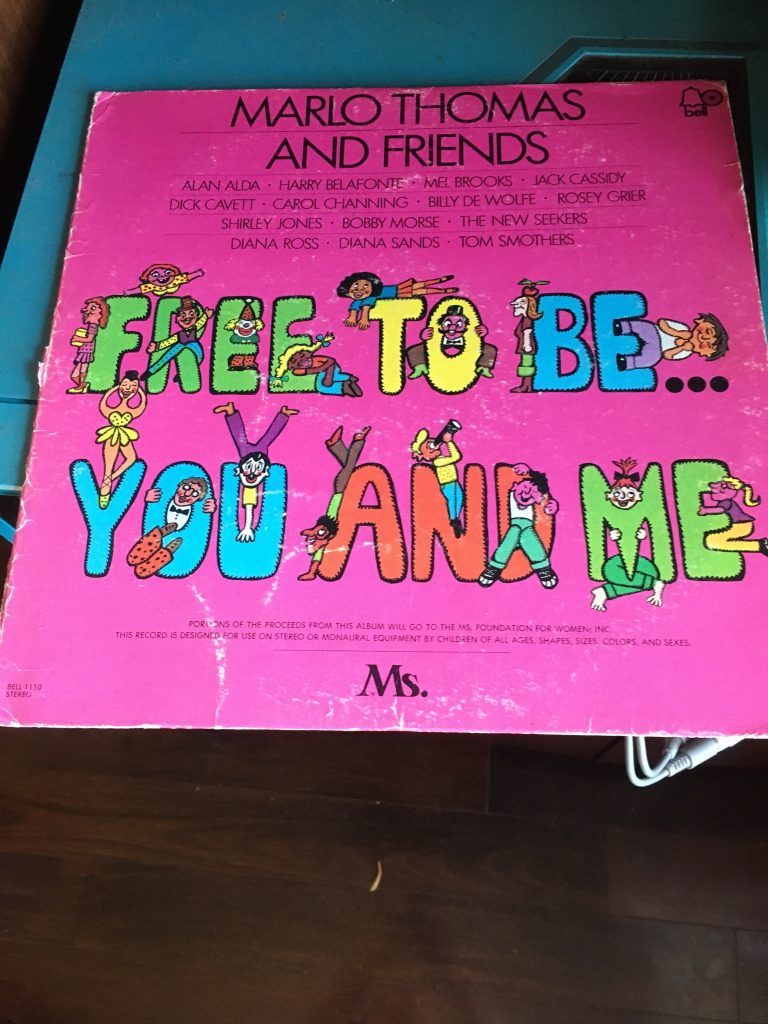 MARLO THOMAS
bell
AND FRIENDS
ALAN ALDA · HARRY BELAFONTE · MEL BROOKS · JACK CASSIDY
DICK CAVETT · CAROL CHANNING · BILLY DE WOLFE · ROSEY GRIER
SHIRLEY JONES · BOBBY MORSE · THE NEW SEEKERS
DIANA ROSS · DIANA SANDS · TOM SMOTHERS
FREE TO BE...
YOU AND ME
PORTIONS OF THE PROCEEDS FROM THIS ALBUM WILL GO TO THE MS. FOUNDATION FOR WOMEN; INC.
THIS RECORD IS DESIGNED FOR USE ON STEREO OR MONAURAL EQUIPMENT BY CHILDREN OF ALL AGES, SHAPES, SIZES, COLORS, AND SEXES.
Ms.
BELL 1110
STEREO